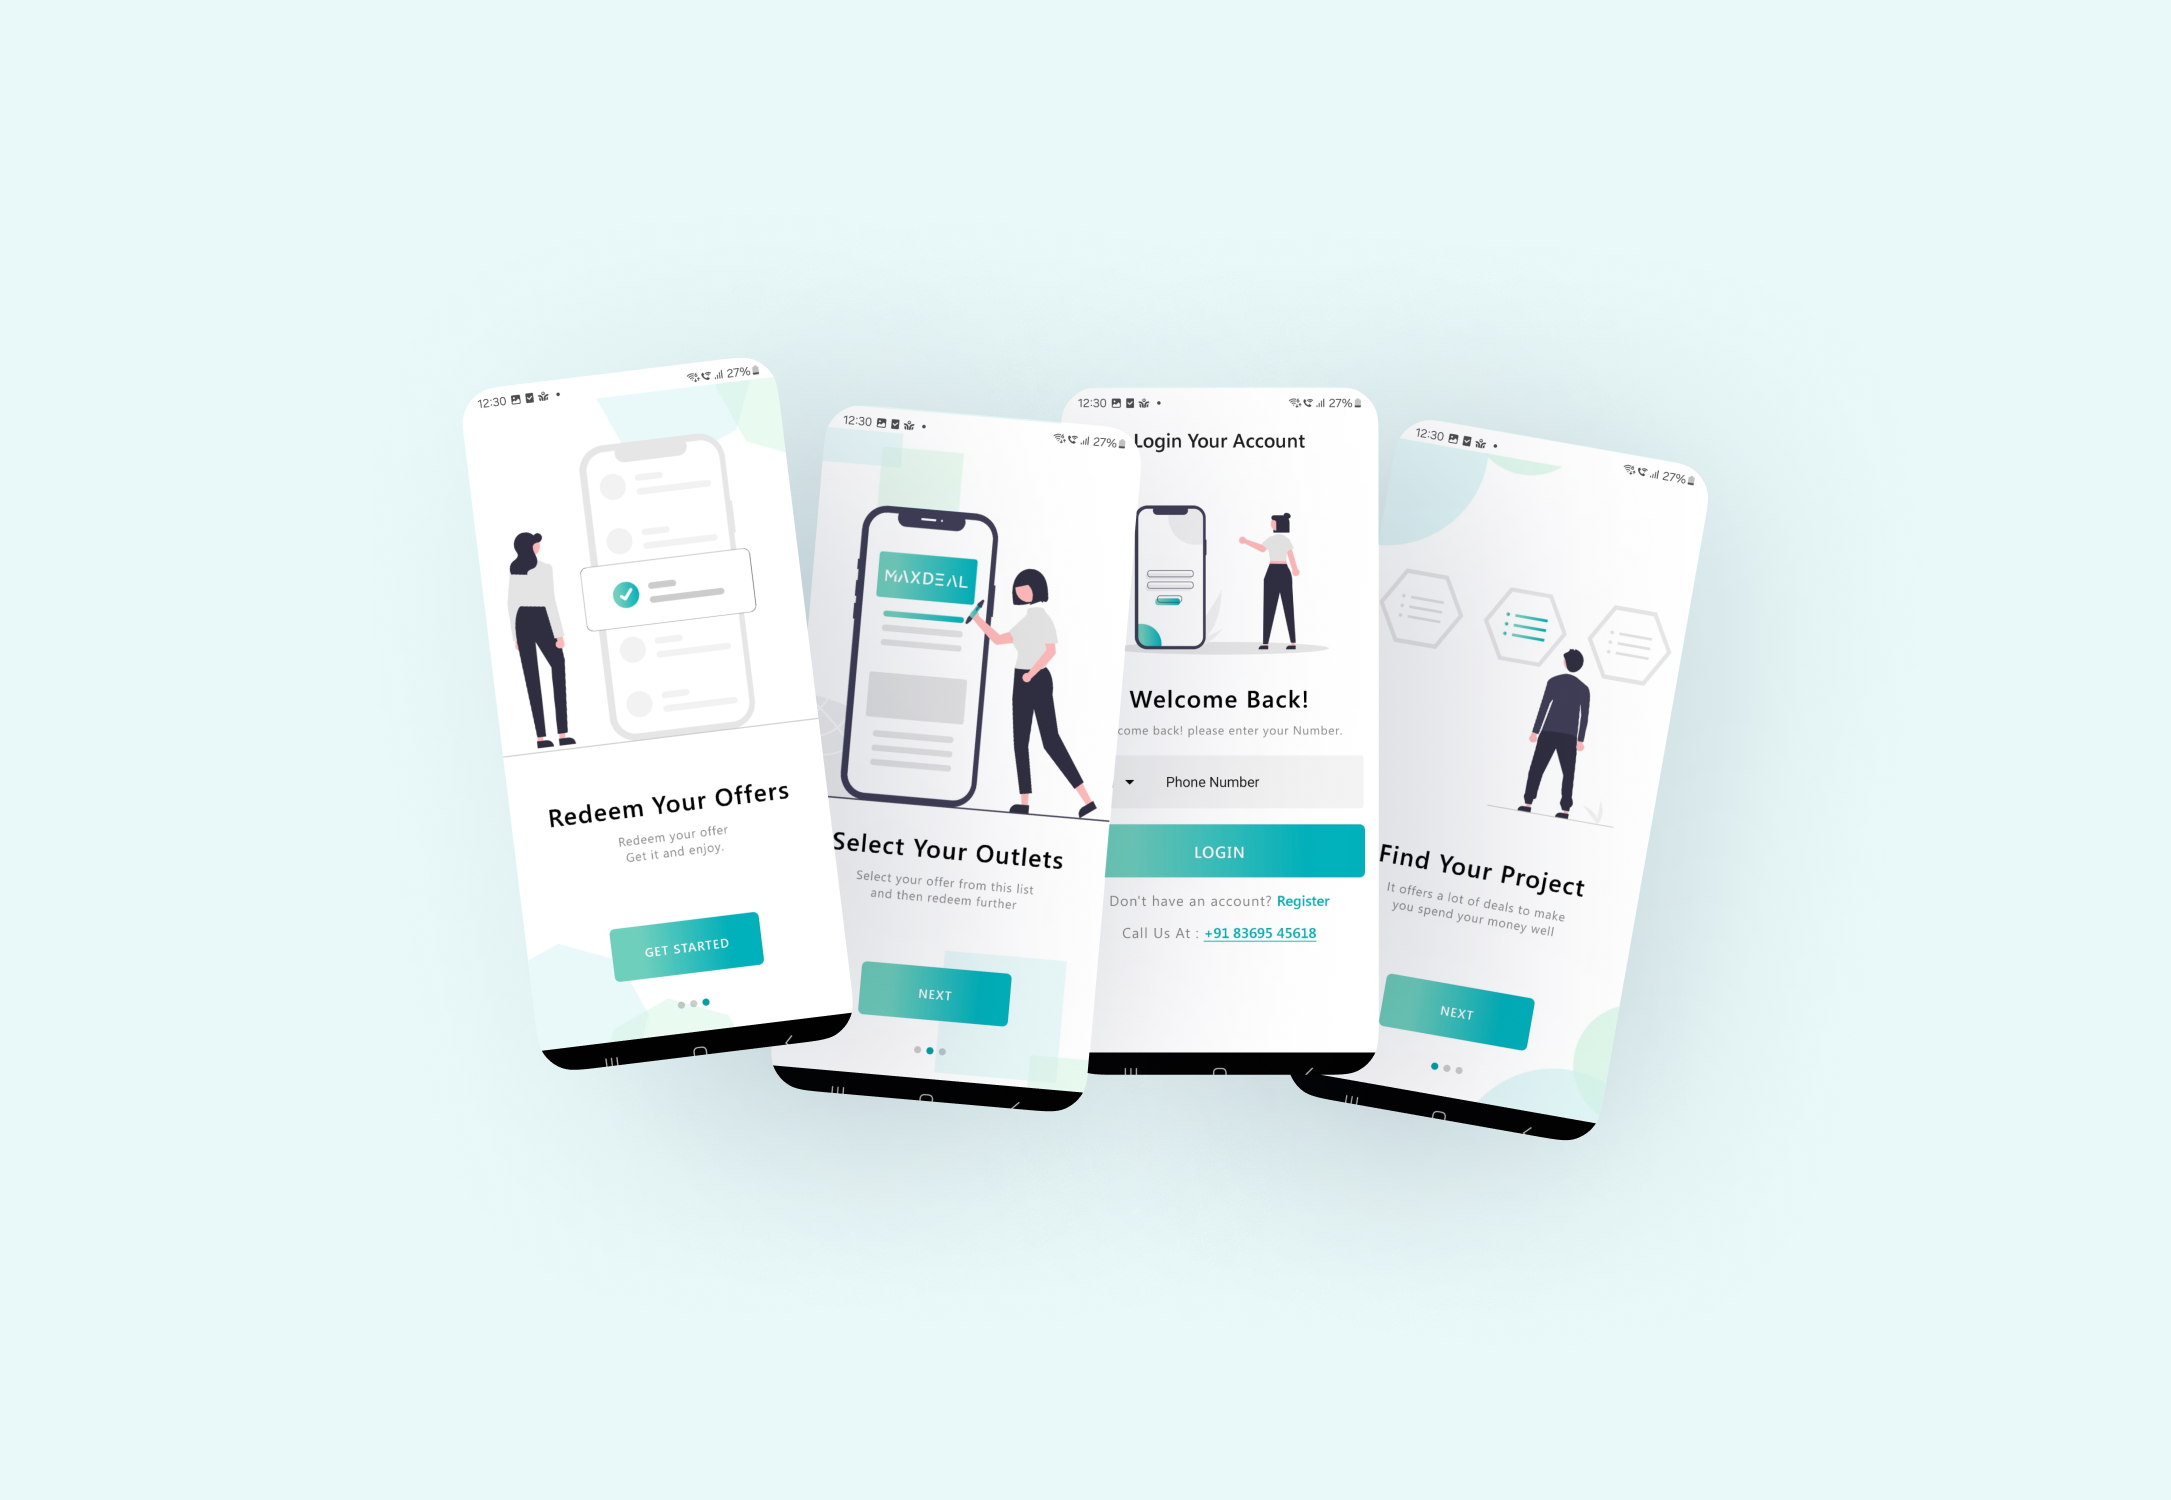 12:30
27%
Redeem Your Offers
Redeem your offer
Get it and enjoy.
GET STARTED
12:30
27%
MAXDEAL
Select Your Outlets
Select your offer from this list
and then redeem further
NEXT
12:30
27%
Login Your Account
Welcome Back!
come back! please enter your Number.
Phone Number
LOGIN
Don't have an account? Register
Call Us At : +91 83695 45618
12:30
27%
Find Your Project
It offers a lot of deals to make
you spend your money well
NEXT